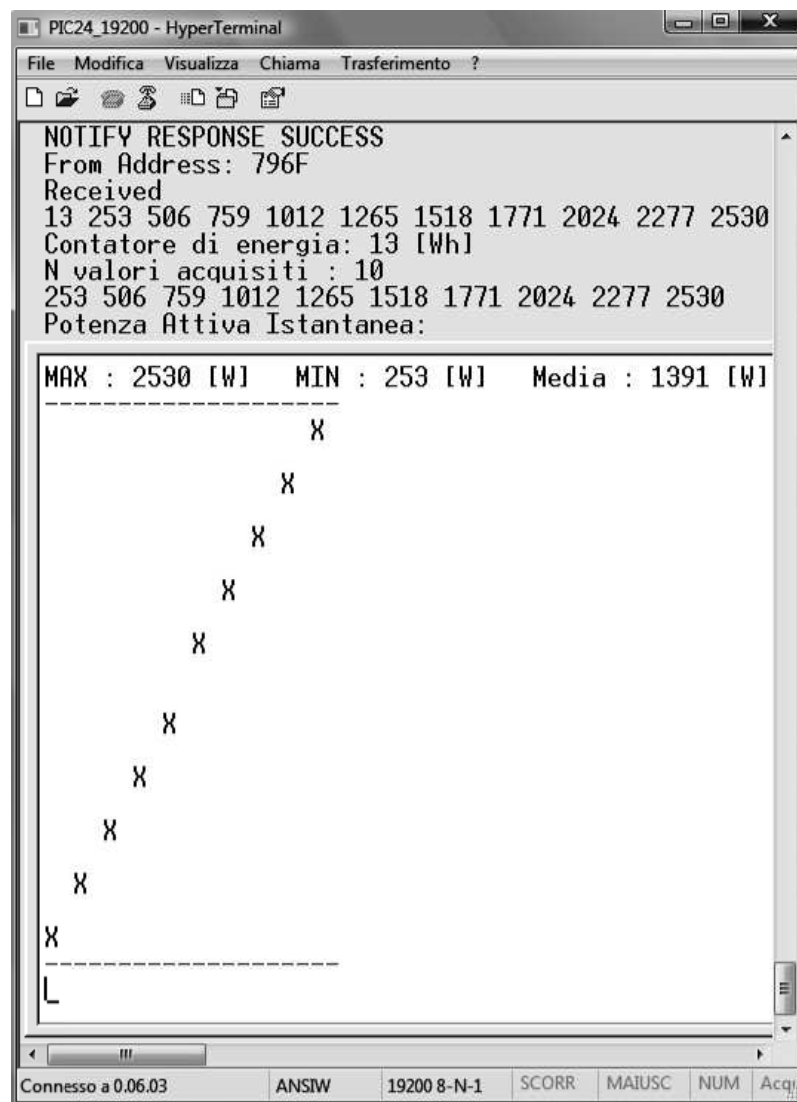 PIC24_19200 - HyperTerminal
File Modifica Visualizza Chiama Trasferimento ?
NOTIFY RESPONSE SUCCESS
From Address: 796F
Received
13 253 506 759 1012 1265 1518 1771 2024 2277 2530
Contatore di energia: 13 [Wh]
N valori acquisiti : 10
253 506 759 1012 1265 1518 1771 2024 2277 2530
Potenza Attiva Istantanea:
MAX : 2530 [W] MIN : 253 [W] Media : 1391 [W]
---------------------
X
X
X
X
X
X
X
X
X
X
---------------------
Connesso a 0.06.03 ANSIW 19200 8-N-1 SCORR MAIUSC NUM